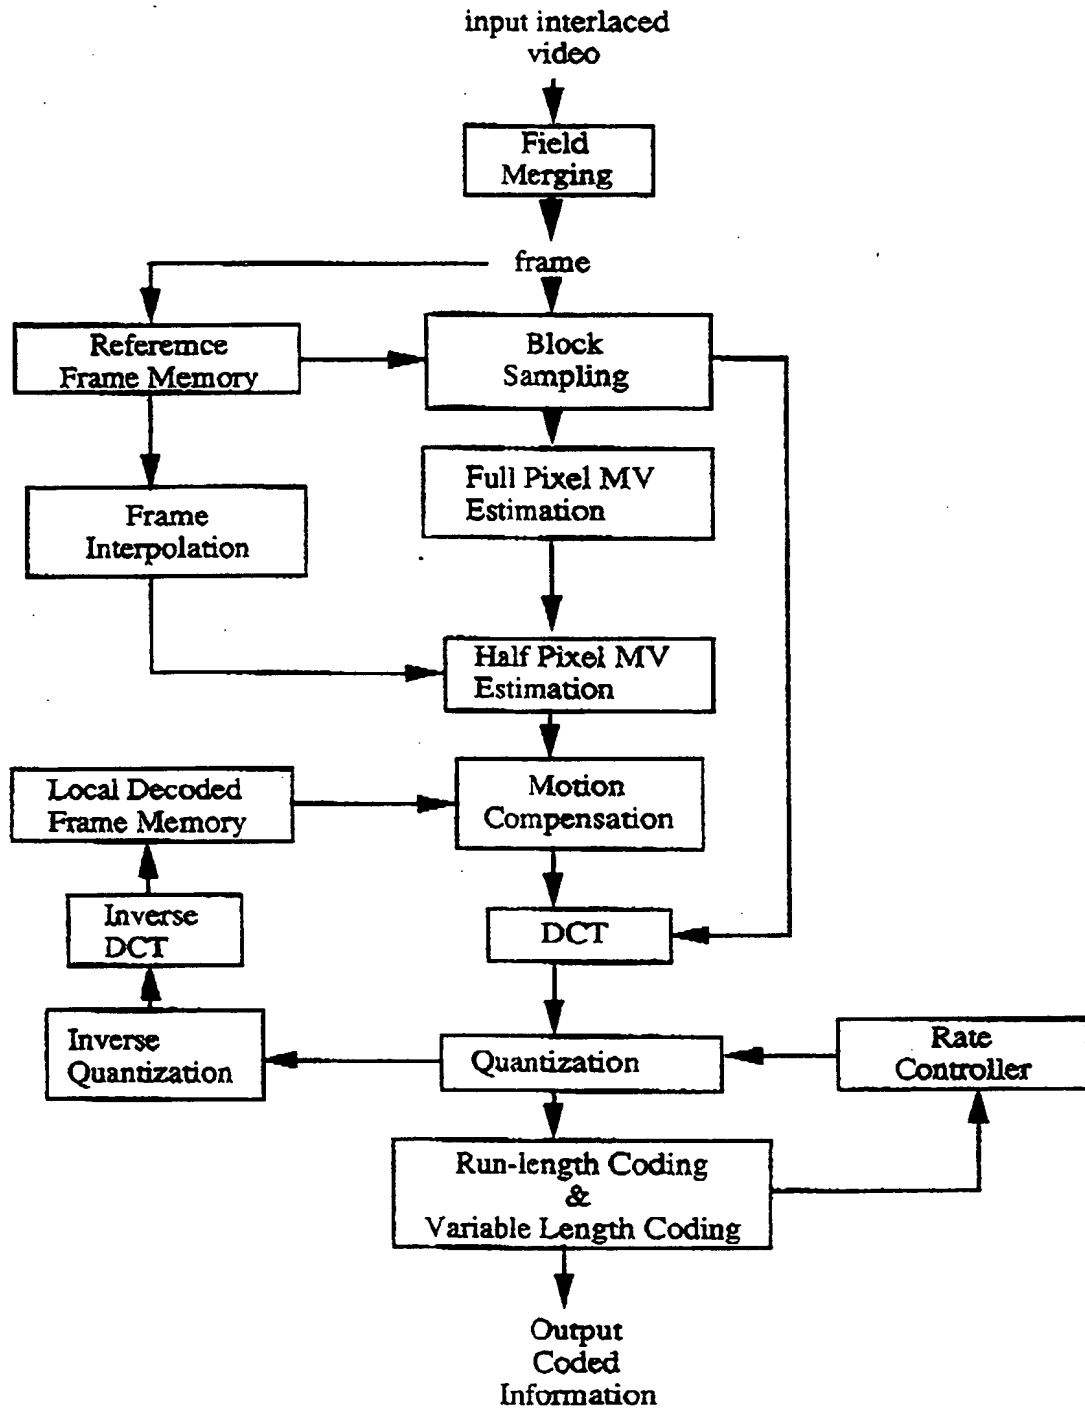 input interlaced
video
Field
Merging
frame
Referemce
Frame Memory
Block
Sampling
Full Pixel MV
Estimation
Frame
Interpolation
Half Pixel MV
Estimation
Local Decoded
Frame Memory
Motion
Compensation
Inverse
DCT
DCT
Inverse
Quantization
Quantization
Rate
Controller
Run-length Coding
&
Variable Length Coding
Output
Coded
Information